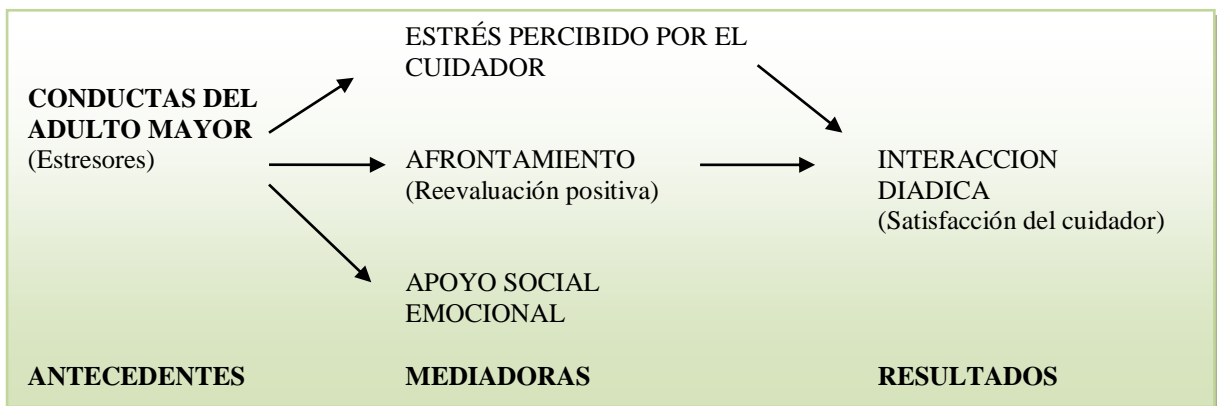 ESTRÉS PERCIBIDO POR EL
CUIDADOR
CONDUCTAS DEL
ADULTO MAYOR
(Estresores)
AFRONTAMIENTO
(Reevaluación positiva)
INTERACCION
DIADICA
(Satisfacción del cuidador)
APOYO SOCIAL
EMOCIONAL
ANTECEDENTES
MEDIADORAS
RESULTADOS